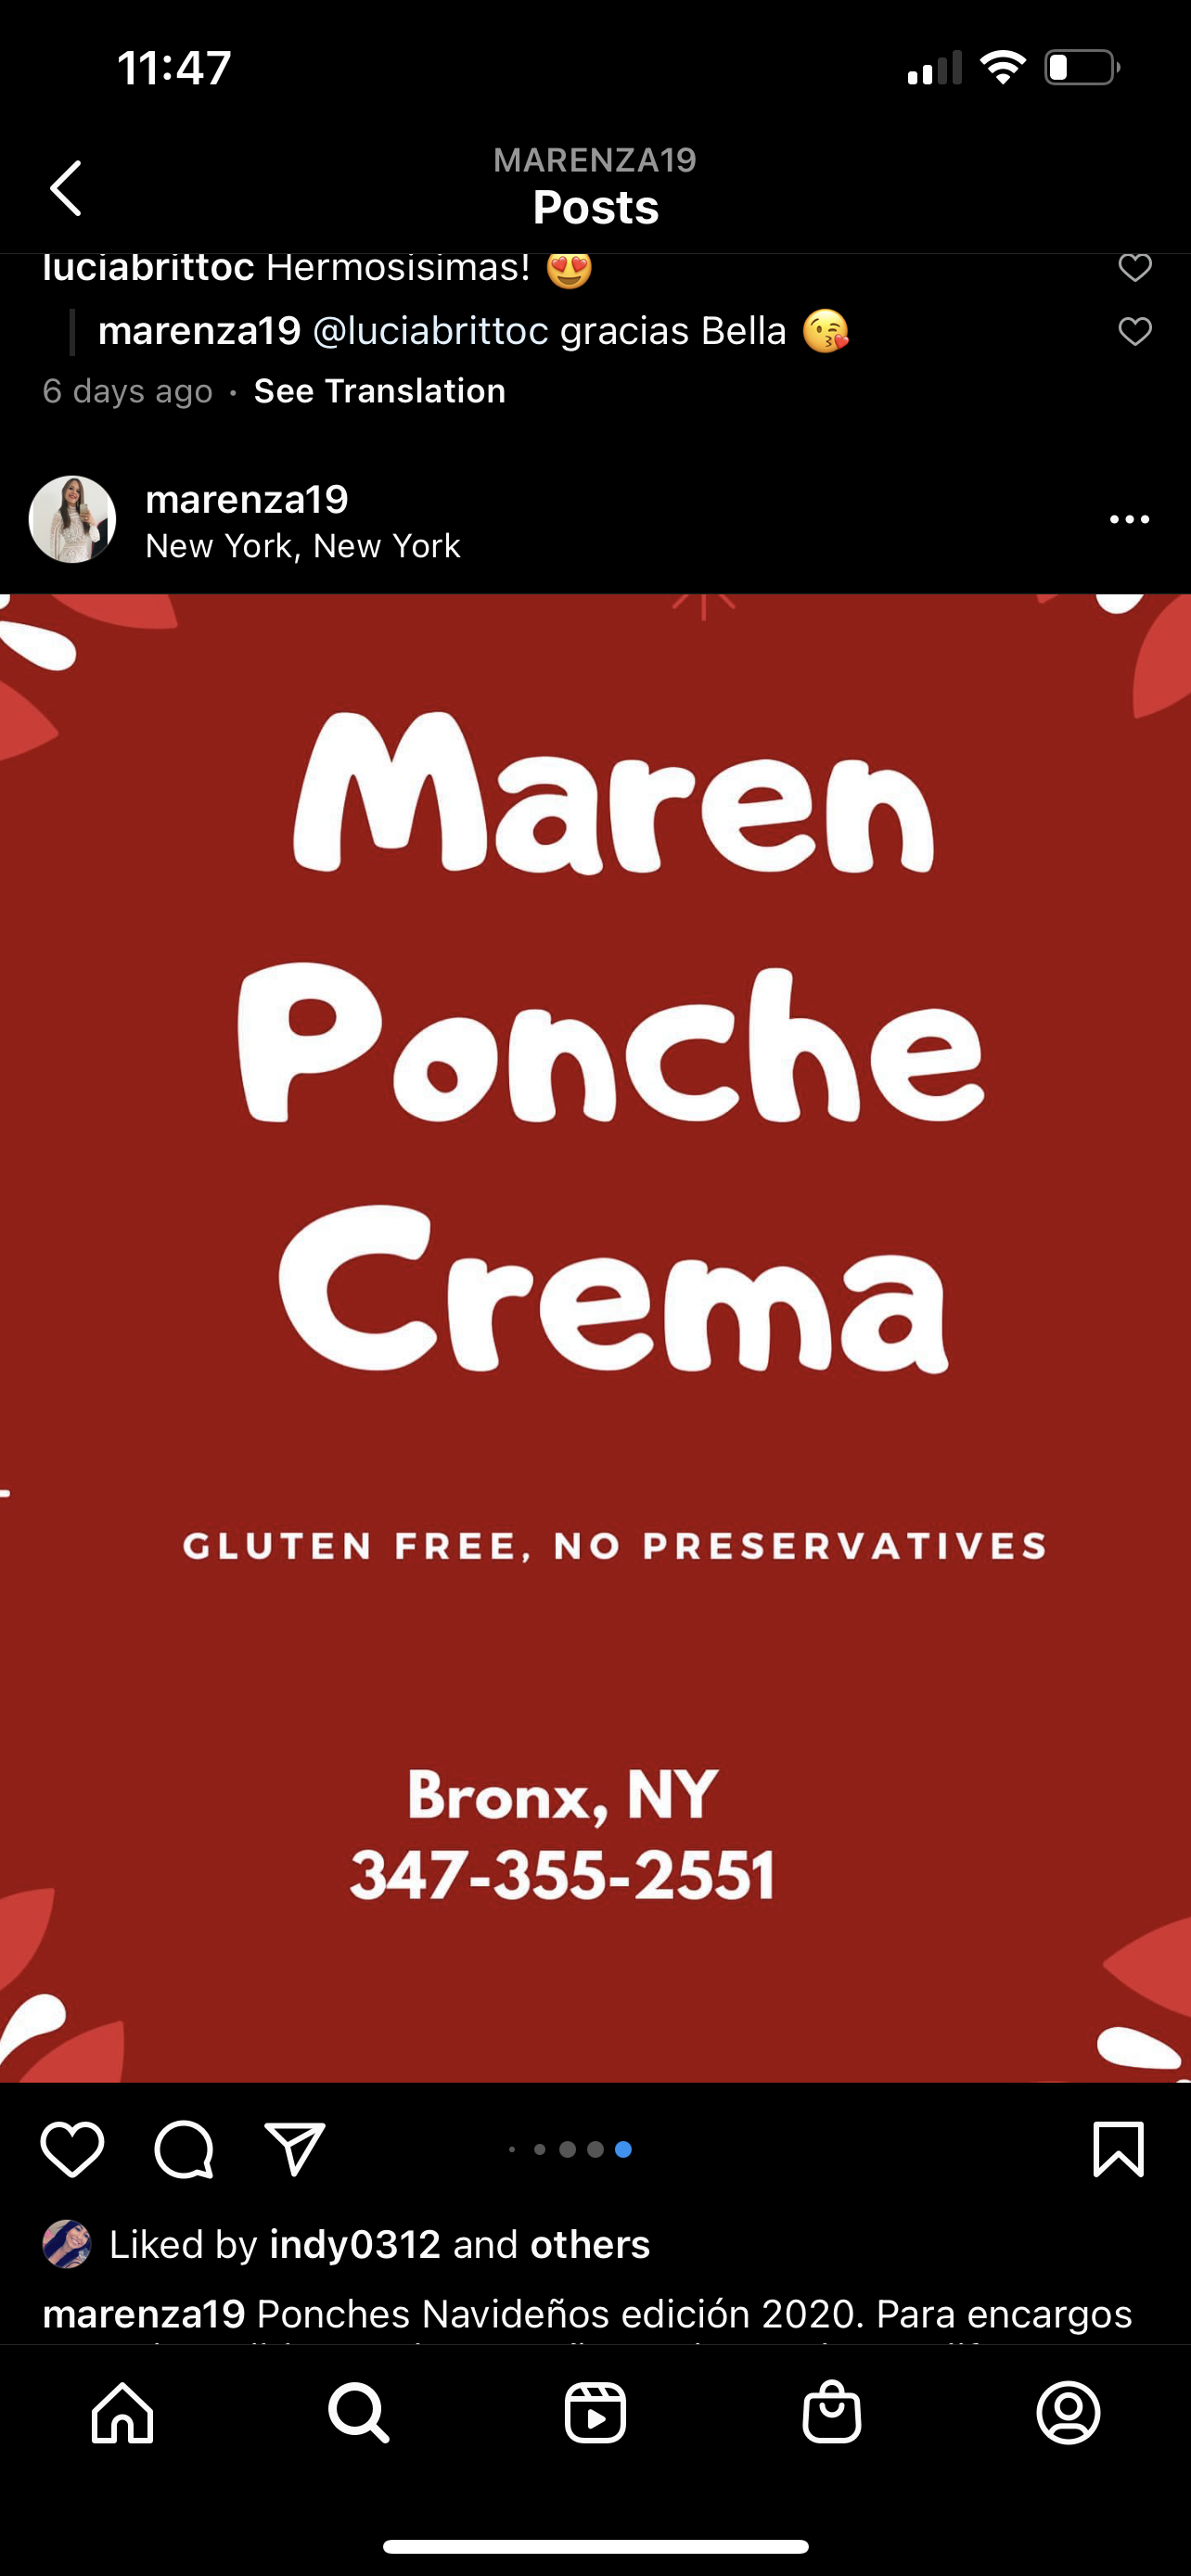 11:47
MARENZA19
Posts
luciabrittoc Hermosísimas! 😍
marenza19 @luciabrittoc gracias Bella 😘
6 days ago · See Translation
marenza19
New York, New York
Maren
Ponche
Crema
GLUTEN FREE, NO PRESERVATIVES
Bronx, NY
347-355-2551
Liked by indy0312 and others
marenza19 Ponches Navideños edición 2020. Para encargos